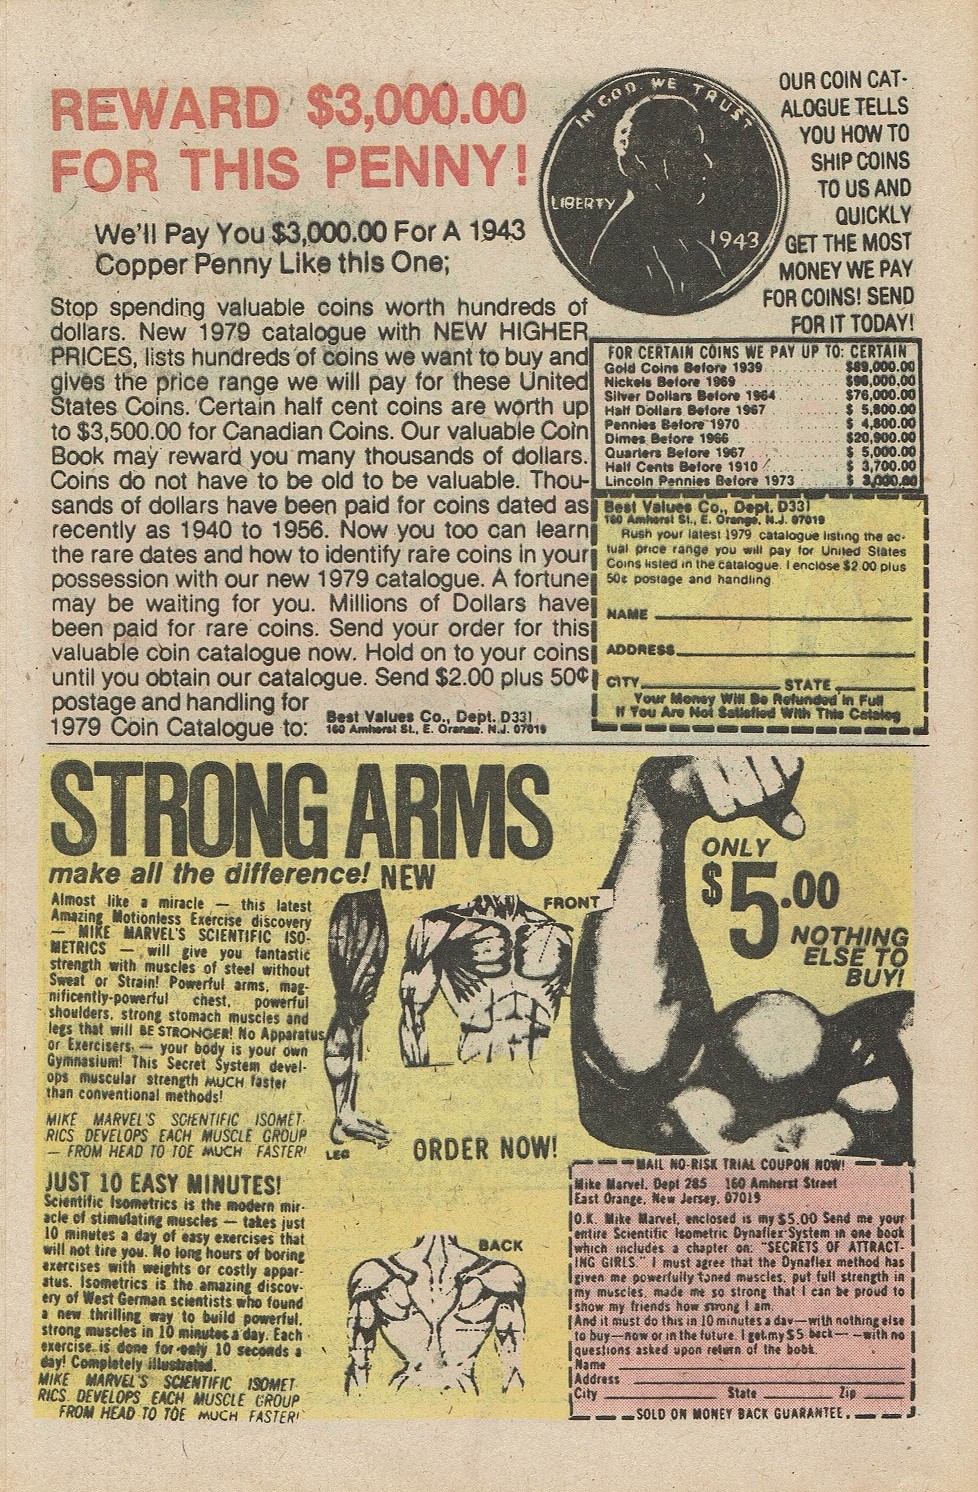 REWARD $3,000.00
FOR THIS PENNY!
We'll Pay You $3,000.00 For A 1943
Copper Penny Like this One;
IN GOD WE TRUST
LIBERTY
1943
OUR COIN CAT-
ALOGUE TELLS
YOU HOW TO
SHIP COINS
TO US AND
QUICKLY
GET THE MOST
MONEY WE PAY
FOR COINS! SEND
FOR IT TODAY!
Stop spending valuable coins worth hundreds of
dollars. New 1979 catalogue with NEW HIGHER
PRICES, lists hundreds of coins we want to buy and
gives the price range we will pay for these United
States Coins. Certain half cent coins are worth up
to $3,500.00 for Canadian Coins. Our valuable Coin
Book may reward you many thousands of dollars.
Coins do not have to be old to be valuable. Thou-
sands of dollars have been paid for coins dated as
recently as 1940 to 1956. Now you too can learn
the rare dates and how to identify rare coins in your
possession with our new 1979 catalogue. A fortune
may be waiting for you. Millions of Dollars have
been paid for rare coins. Send your order for this
valuable coin catalogue now. Hold on to your coins
until you obtain our catalogue. Send $2.00 plus 50¢
postage and handling for
1979 Coin Catalogue to:
Best Values Co., Dept. D331
160 Amherst St., E. Orange, N.J. 07019
FOR CERTAIN COINS WE PAY UP TO: CERTAIN
Gold Coins Before 1939 $89,000.00
Nickels Before 1969 $96,000.00
Silver Dollars Before 1964 $76,000.00
Half Dollars Before 1967 $ 5,800.00
Pennies Before 1970 $ 4,800.00
Dimes Before 1966 $20,900.00
Quarters Before 1967 $ 5,000.00
Half Cents Before 1910 $ 3,700.00
Lincoln Pennies Before 1973 $ 3,000.00
Best Values Co., Dept. D331
160 Amherst St., E. Orange, N.J. 07019
Rush your latest 1979 catalogue listing the ac-
tual price range you will pay for United States
Coins listed in the catalogue. I enclose $2.00 plus
50¢ postage and handling
NAME
ADDRESS
CITY STATE
Your Money Will Be Refunded in Full
If You Are Not Satisfied With This Catalog
STRONG ARMS
make all the difference! NEW
Almost like a miracle — this latest
Amazing Motionless Exercise discovery
— MIKE MARVEL'S SCIENTIFIC ISO-
METRICS — will give you fantastic
strength with muscles of steel without
Sweat or Strain! Powerful arms, mag-
nificently-powerful chest, powerful
shoulders, strong stomach muscles and
legs that will BE STRONGER! No Apparatus
or Exercisers — your body is your own
Gymnasium! This Secret System devel-
ops muscular strength MUCH faster
than conventional methods!
MIKE MARVEL'S SCIENTIFIC ISOMET-
RICS DEVELOPS EACH MUSCLE GROUP
— FROM HEAD TO TOE MUCH FASTER!
JUST 10 EASY MINUTES!
Scientific Isometrics is the modern mir-
acle of stimulating muscles — takes just
10 minutes a day of easy exercises that
will not tire you. No long hours of boring
exercises with weights or costly appar-
atus. Isometrics is the amazing discov-
ery of West German scientists who found
a new thrilling way to build powerful,
strong muscles in 10 minutes a day. Each
exercise is done for only 10 seconds a
day! Completely illustrated.
MIKE MARVEL'S SCIENTIFIC ISOMET-
RICS DEVELOPS EACH MUSCLE GROUP
FROM HEAD TO TOE MUCH FASTER!
FRONT
LEG
ORDER NOW!
BACK
ONLY
$5.00
NOTHING
ELSE TO
BUY!
MAIL NO-RISK TRIAL COUPON NOW!
Mike Marvel, Dept 285 160 Amherst Street
East Orange, New Jersey, 07019
O.K. Mike Marvel, enclosed is my $5.00 Send me your
entire Scientific Isometric Dynaflex System in one book
which includes a chapter on: "SECRETS OF ATTRACT-
ING GIRLS." I must agree that the Dynaflex method has
given me powerfully toned muscles, put full strength in
my muscles, made me so strong that I can be proud to
show my friends how strong I am.
And it must do this in 10 minutes a day—with nothing else
to buy—now or in the future. I get my $5 back— —with no
questions asked upon return of the book.
Name
Address
City State Zip
SOLD ON MONEY BACK GUARANTEE.